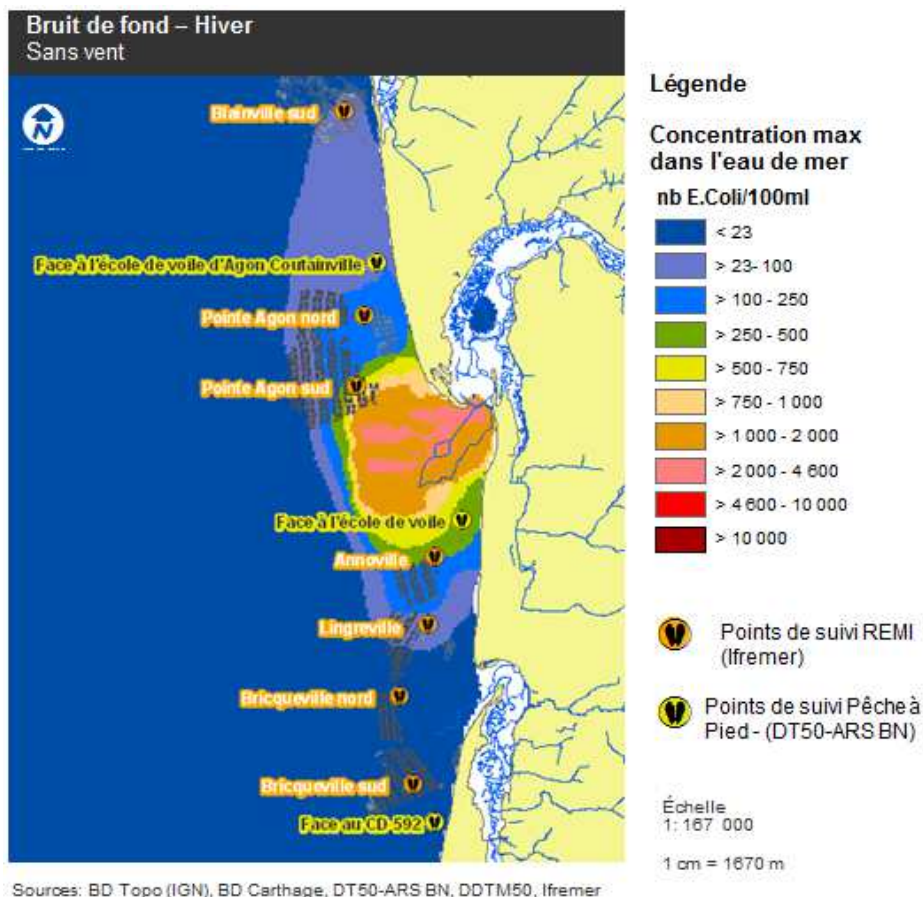 Bruit de fond – Hiver
Sans vent
N
Blainville sud
Face à l'école de voile d'Agon Coutainville
Pointe Agon nord
Pointe Agon sud
Face à l'école de voile
Annoville
Lingreville
Bricqueville nord
Bricqueville sud
Face au CD 592
Légende
Concentration max
dans l'eau de mer
nb E.Coli/100ml
< 23
> 23- 100
> 100 - 250
> 250 - 500
> 500 - 750
> 750 - 1 000
> 1 000 - 2 000
> 2 000 - 4 600
> 4 600 - 10 000
> 10 000
Points de suivi REMI
(Ifremer)
Points de suivi Pêche à
Pied - (DT50-ARS BN)
Échelle
1: 167 000
1 cm = 1670 m
Sources: BD Topo (IGN), BD Carthage, DT50-ARS BN, DDTM50, Ifremer